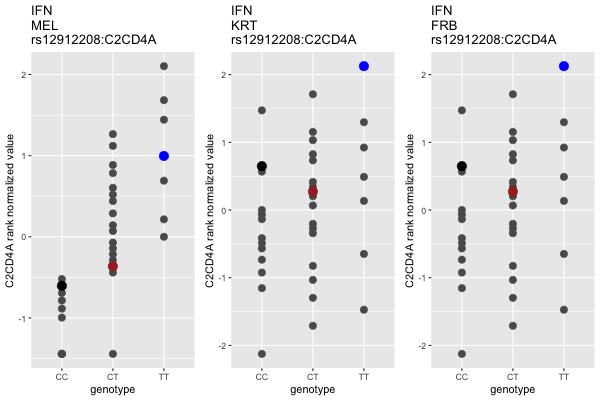 IFN
MEL
rs12912208:C2CD4A
C2CD4A rank normalized value
2
1
0
-1
CC CT TT
genotype
IFN
KRT
rs12912208:C2CD4A
C2CD4A rank normalized value
2
1
0
-1
-2
CC CT TT
genotype
IFN
FRB
rs12912208:C2CD4A
C2CD4A rank normalized value
2
1
0
-1
-2
CC CT TT
genotype